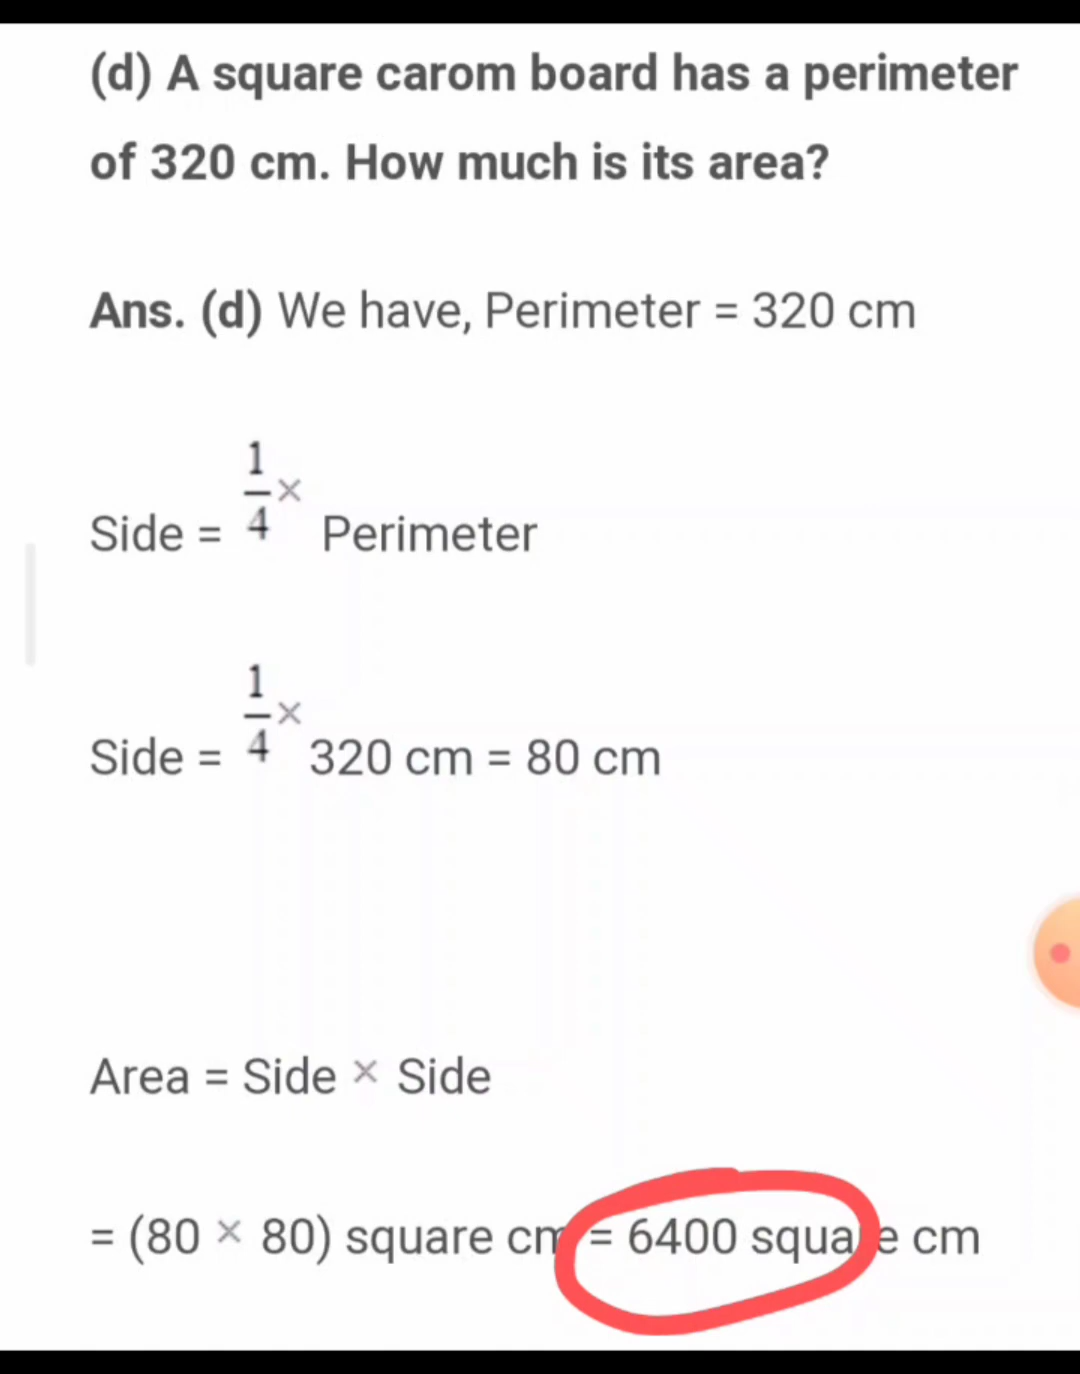 (d) A square carom board has a perimeter
of 320 cm. How much is its area?
Ans. (d) We have, Perimeter = 320 cm
Side = 1/4 × Perimeter
Side = 1/4 × 320 cm = 80 cm
Area = Side × Side
= (80 × 80) square cm = 6400 square cm